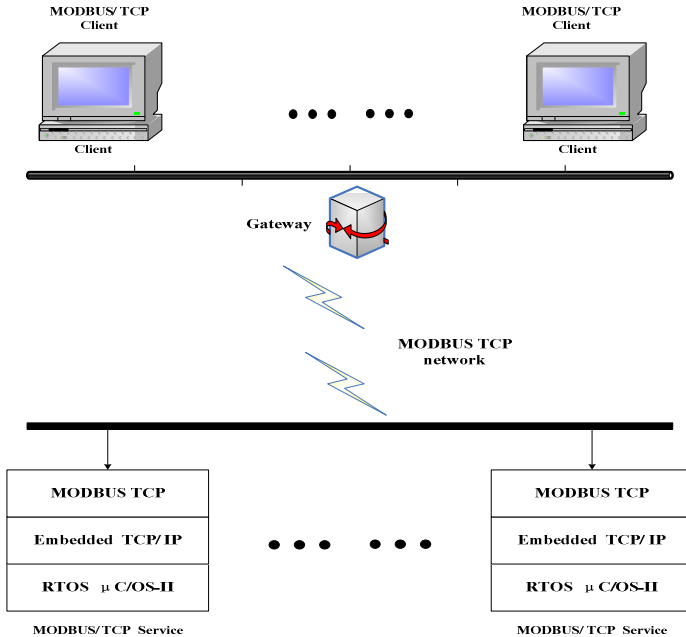 MODBUS/TCP
Client
MODBUS/TCP
Client
Client
Client
Gateway
MODBUS TCP
network
MODBUS TCP
MODBUS TCP
Embedded TCP/IP
Embedded TCP/IP
RTOS μC/OS-II
RTOS μC/OS-II
MODBUS/TCP Service
MODBUS/TCP Service